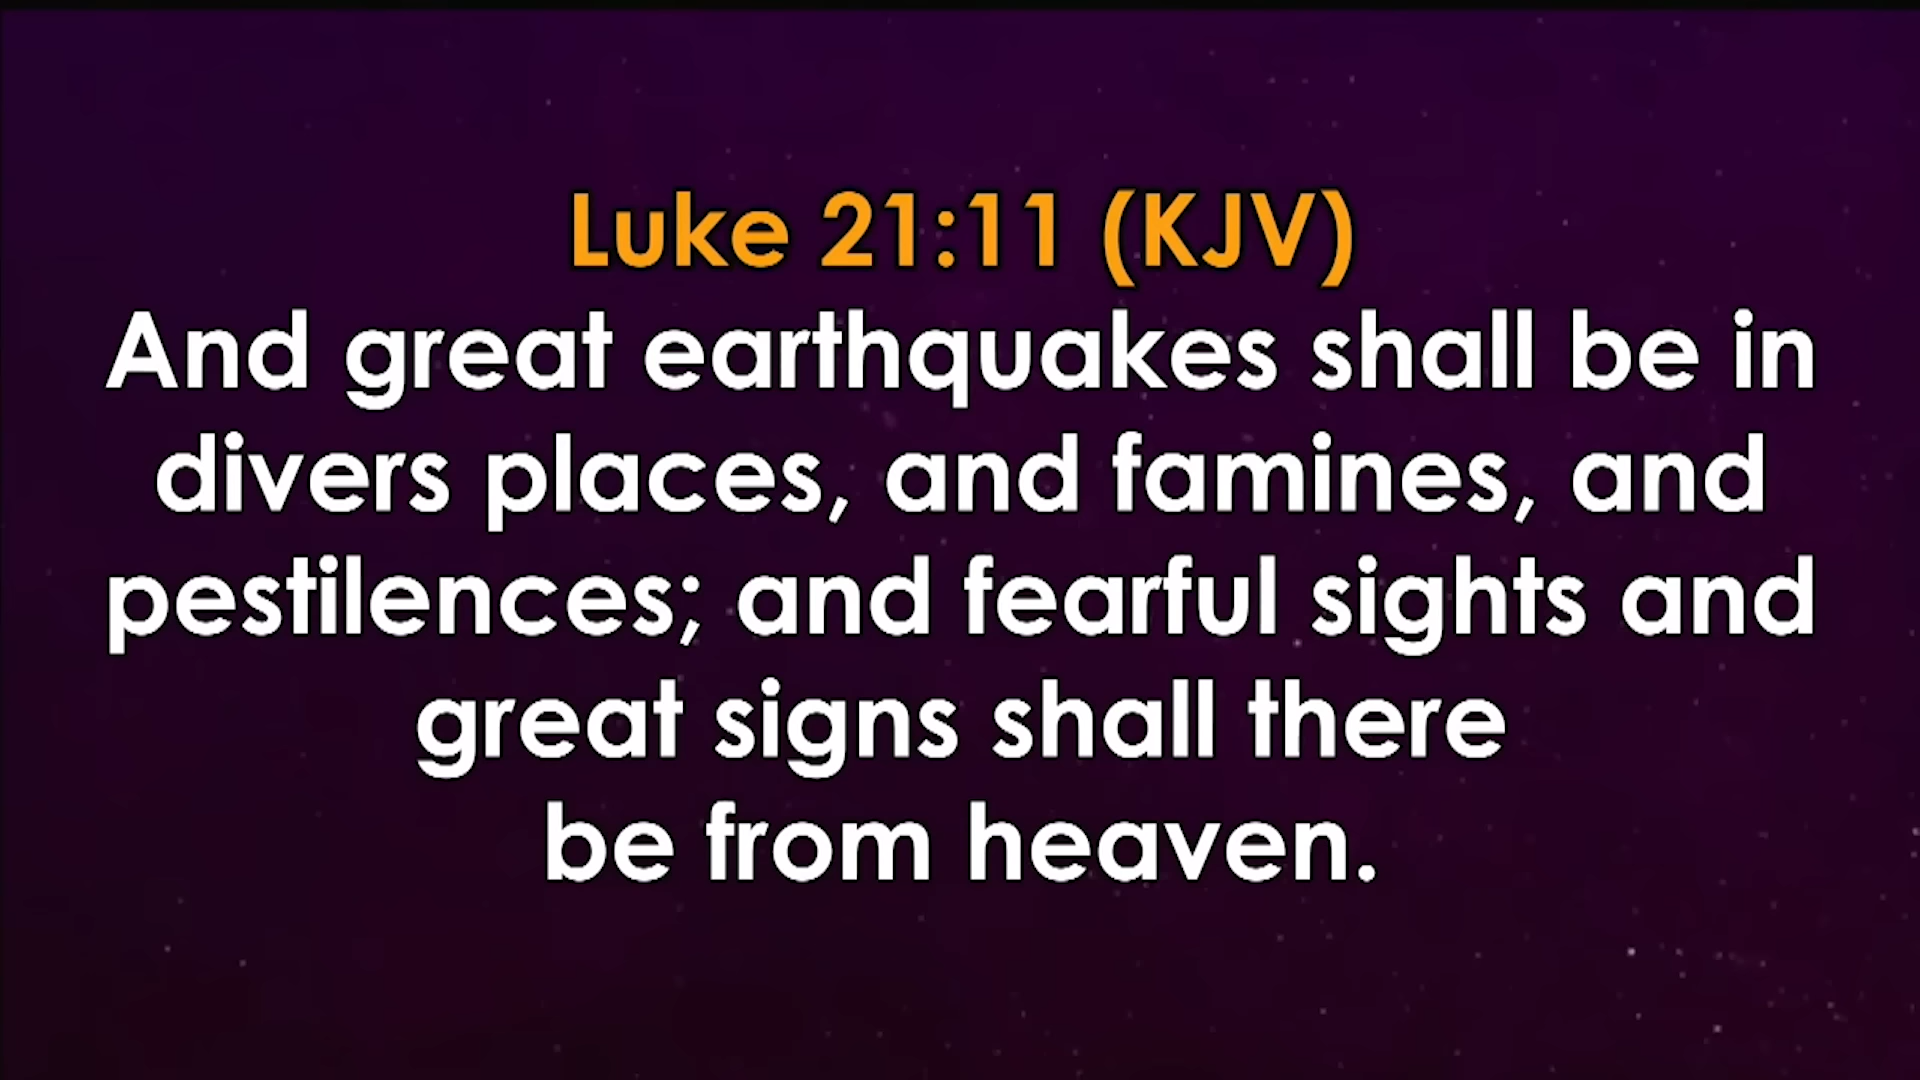 Luke 21:11 (KJV)
And great earthquakes shall be in
divers places, and famines, and
pestilences; and fearful sights and
great signs shall there
be from heaven.